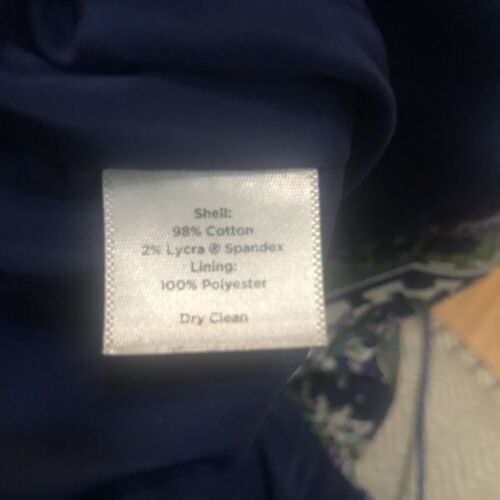 Shell:
98% Cotton
2% Lycra ® Spandex
Lining:
100% Polyester
Dry Clean